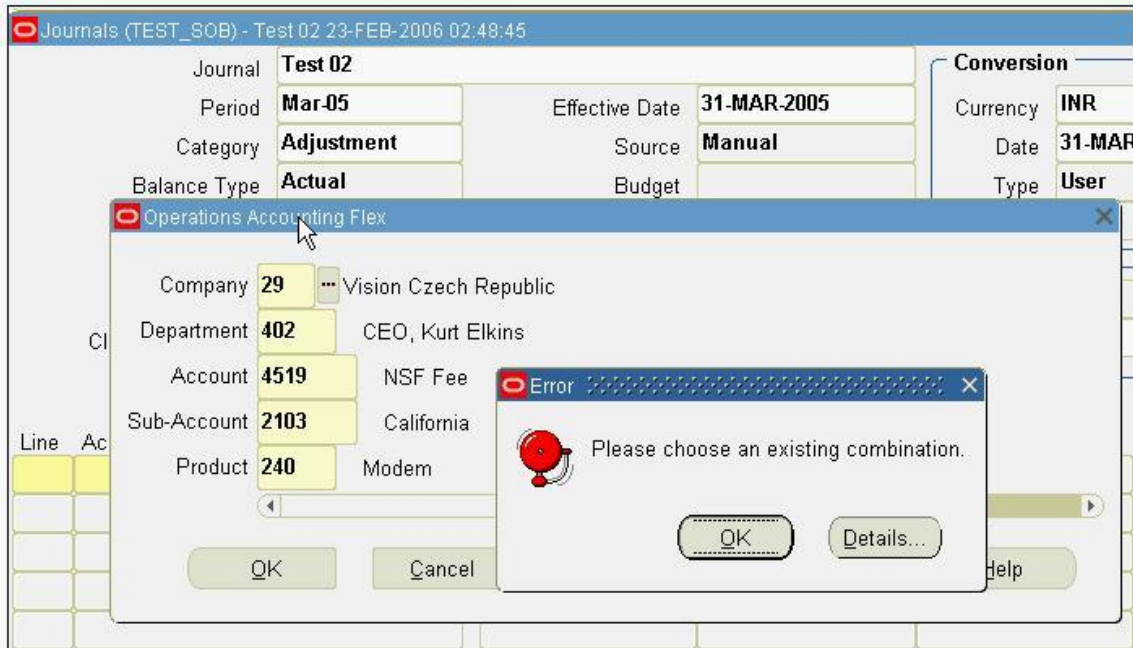 Journals (TEST_SOB) - Test 02 23-FEB-2006 02:48:45
Journal Test 02 Conversion
Period Mar-05 Effective Date 31-MAR-2005 Currency INR
Category Adjustment Source Manual Date 31-MAR
Balance Type Actual Budget Type User
Operations Accounting Flex
Company 29 ... Vision Czech Republic
Department 402 CEO, Kurt Elkins
Cl
Account 4519 NSF Fee
Error
Sub-Account 2103 California
Line Ac
Please choose an existing combination.
Product 240 Modem
OK Details...
OK Cancel Help